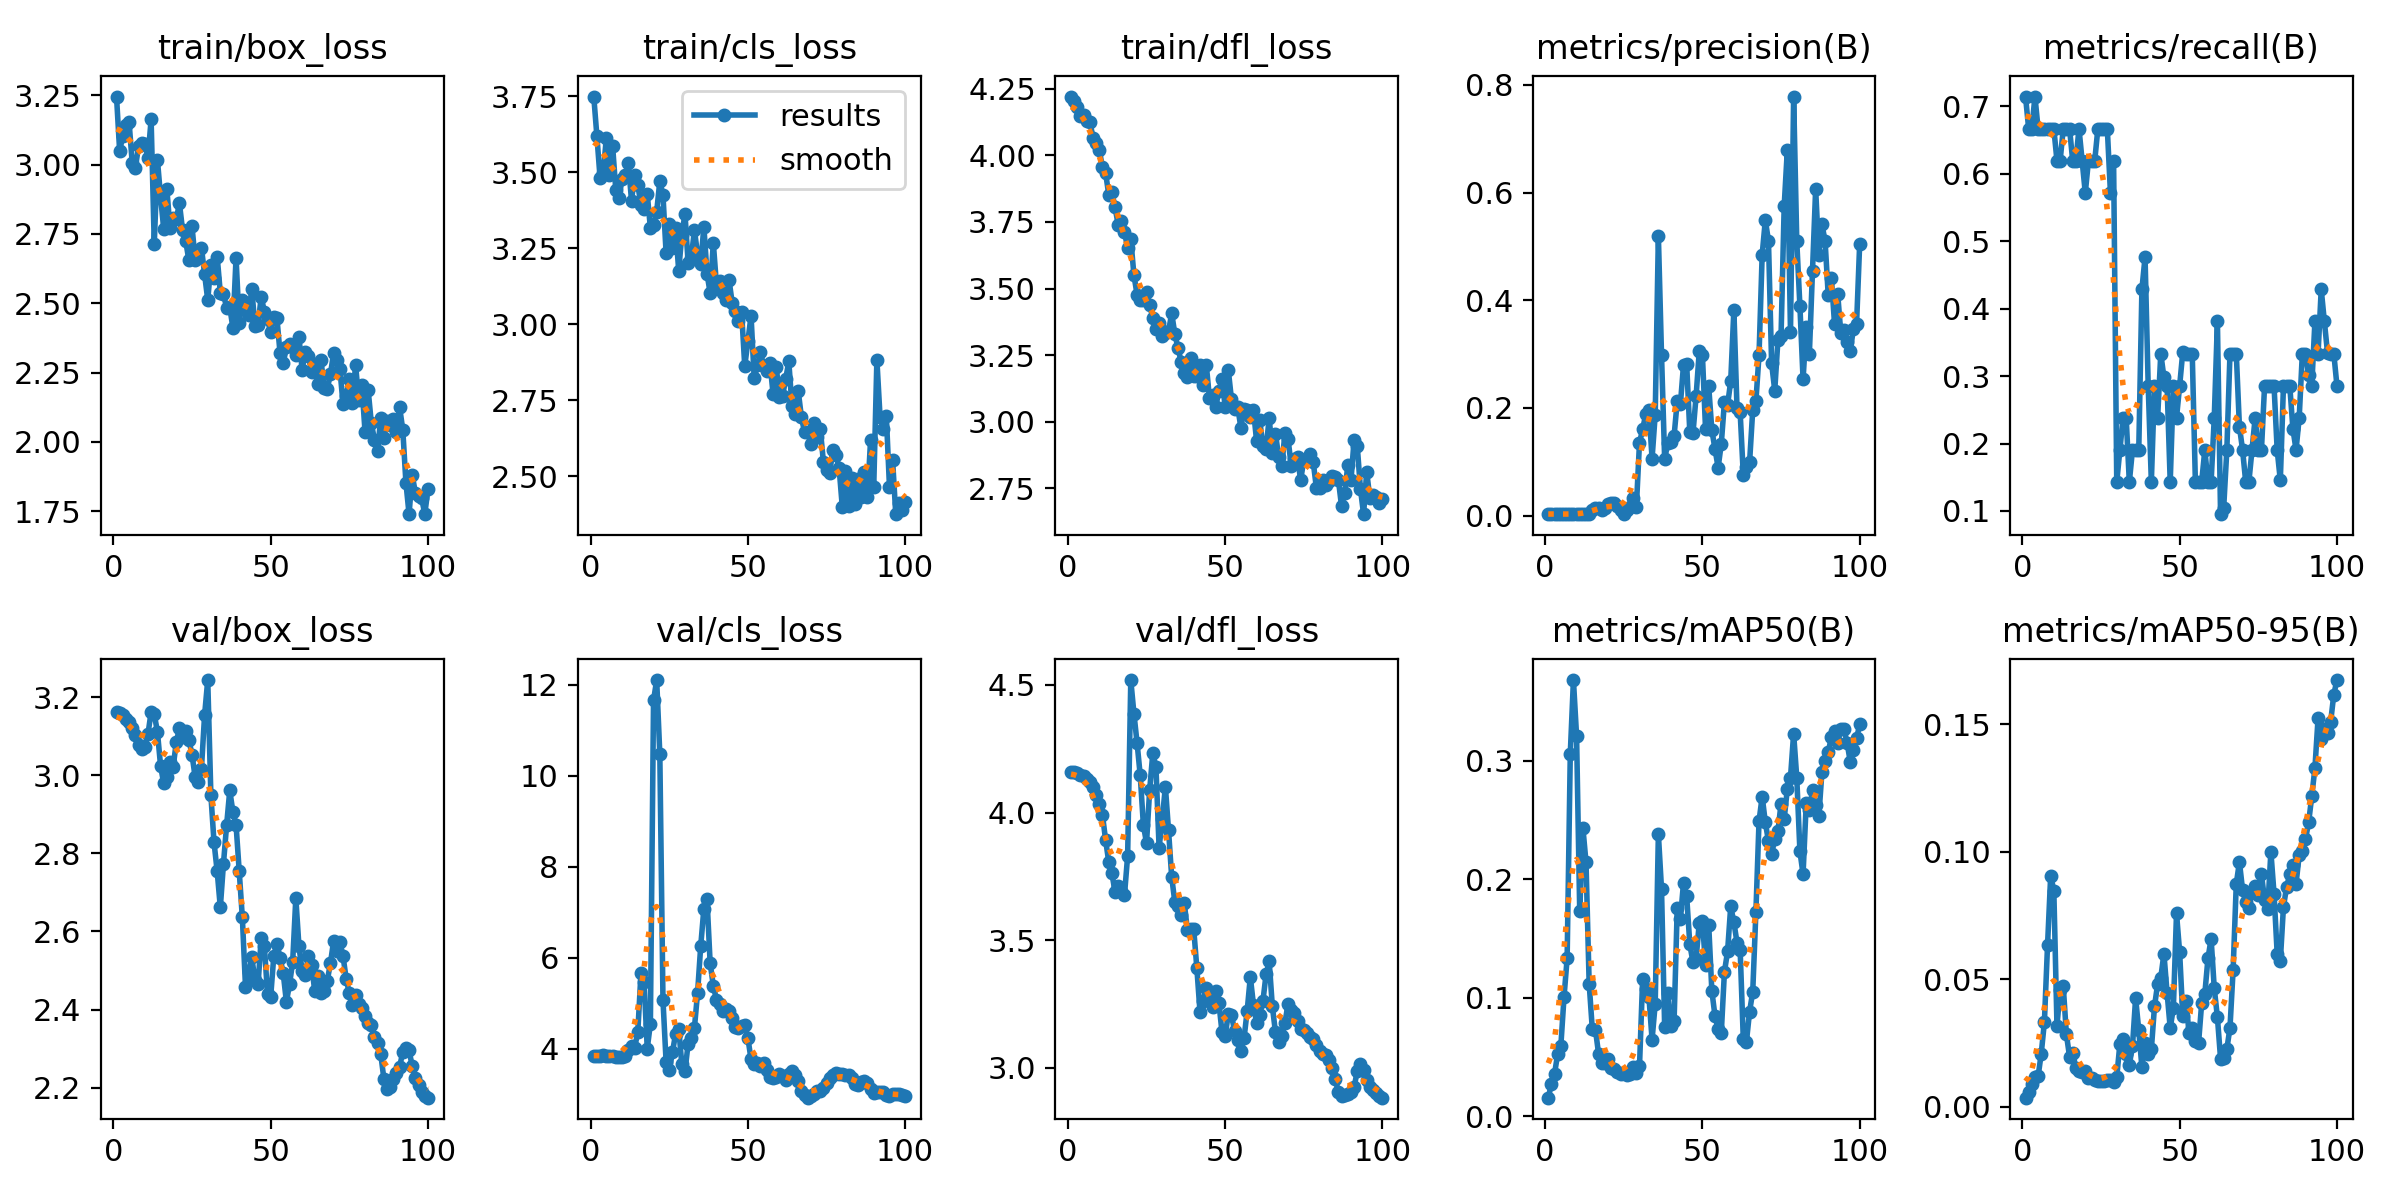 train/box_loss
train/cls_loss
train/dfl_loss
metrics/precision(B)
metrics/recall(B)
3.25
3.00
2.75
2.50
2.25
2.00
1.75
0 50 100
3.75
3.50
3.25
3.00
2.75
2.50
results
smooth
0 50 100
4.25
4.00
3.75
3.50
3.25
3.00
2.75
0 50 100
0.8
0.6
0.4
0.2
0.0
0 50 100
0.7
0.6
0.5
0.4
0.3
0.2
0.1
0 50 100
val/box_loss
val/cls_loss
val/dfl_loss
metrics/mAP50(B)
metrics/mAP50-95(B)
3.2
3.0
2.8
2.6
2.4
2.2
0 50 100
12
10
8
6
4
0 50 100
4.5
4.0
3.5
3.0
0 50 100
0.3
0.2
0.1
0.0
0 50 100
0.15
0.10
0.05
0.00
0 50 100